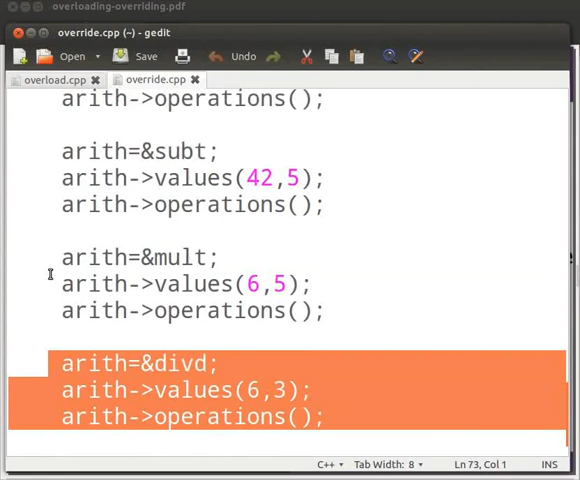 overloading-overriding.pdf
override.cpp (~) - gedit
Open Save Undo
overload.cpp override.cpp
arith->operations();
arith=&subt;
arith->values(42,5);
arith->operations();
arith=&mult;
arith->values(6,5);
arith->operations();
arith=&divd;
arith->values(6,3);
arith->operations();
C++ Tab Width: 8 Ln 73, Col 1 INS